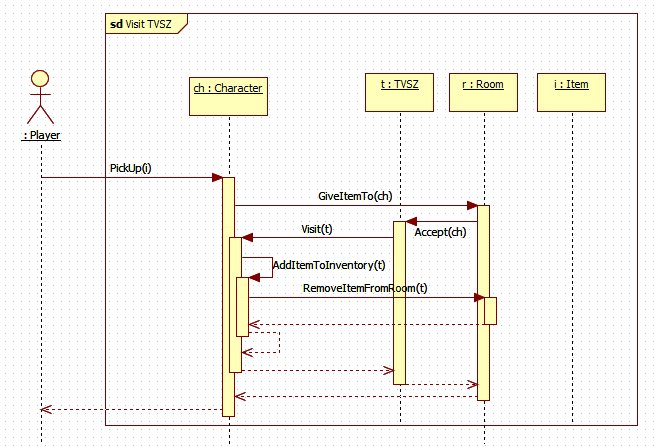 sd Visit TVSZ
ch : Character
t : TVSZ
r : Room
i : Item
: Player
PickUp(i)
GiveItemTo(ch)
Visit(t)
Accept(ch)
AddItemToInventory(t)
RemoveItemFromRoom(t)